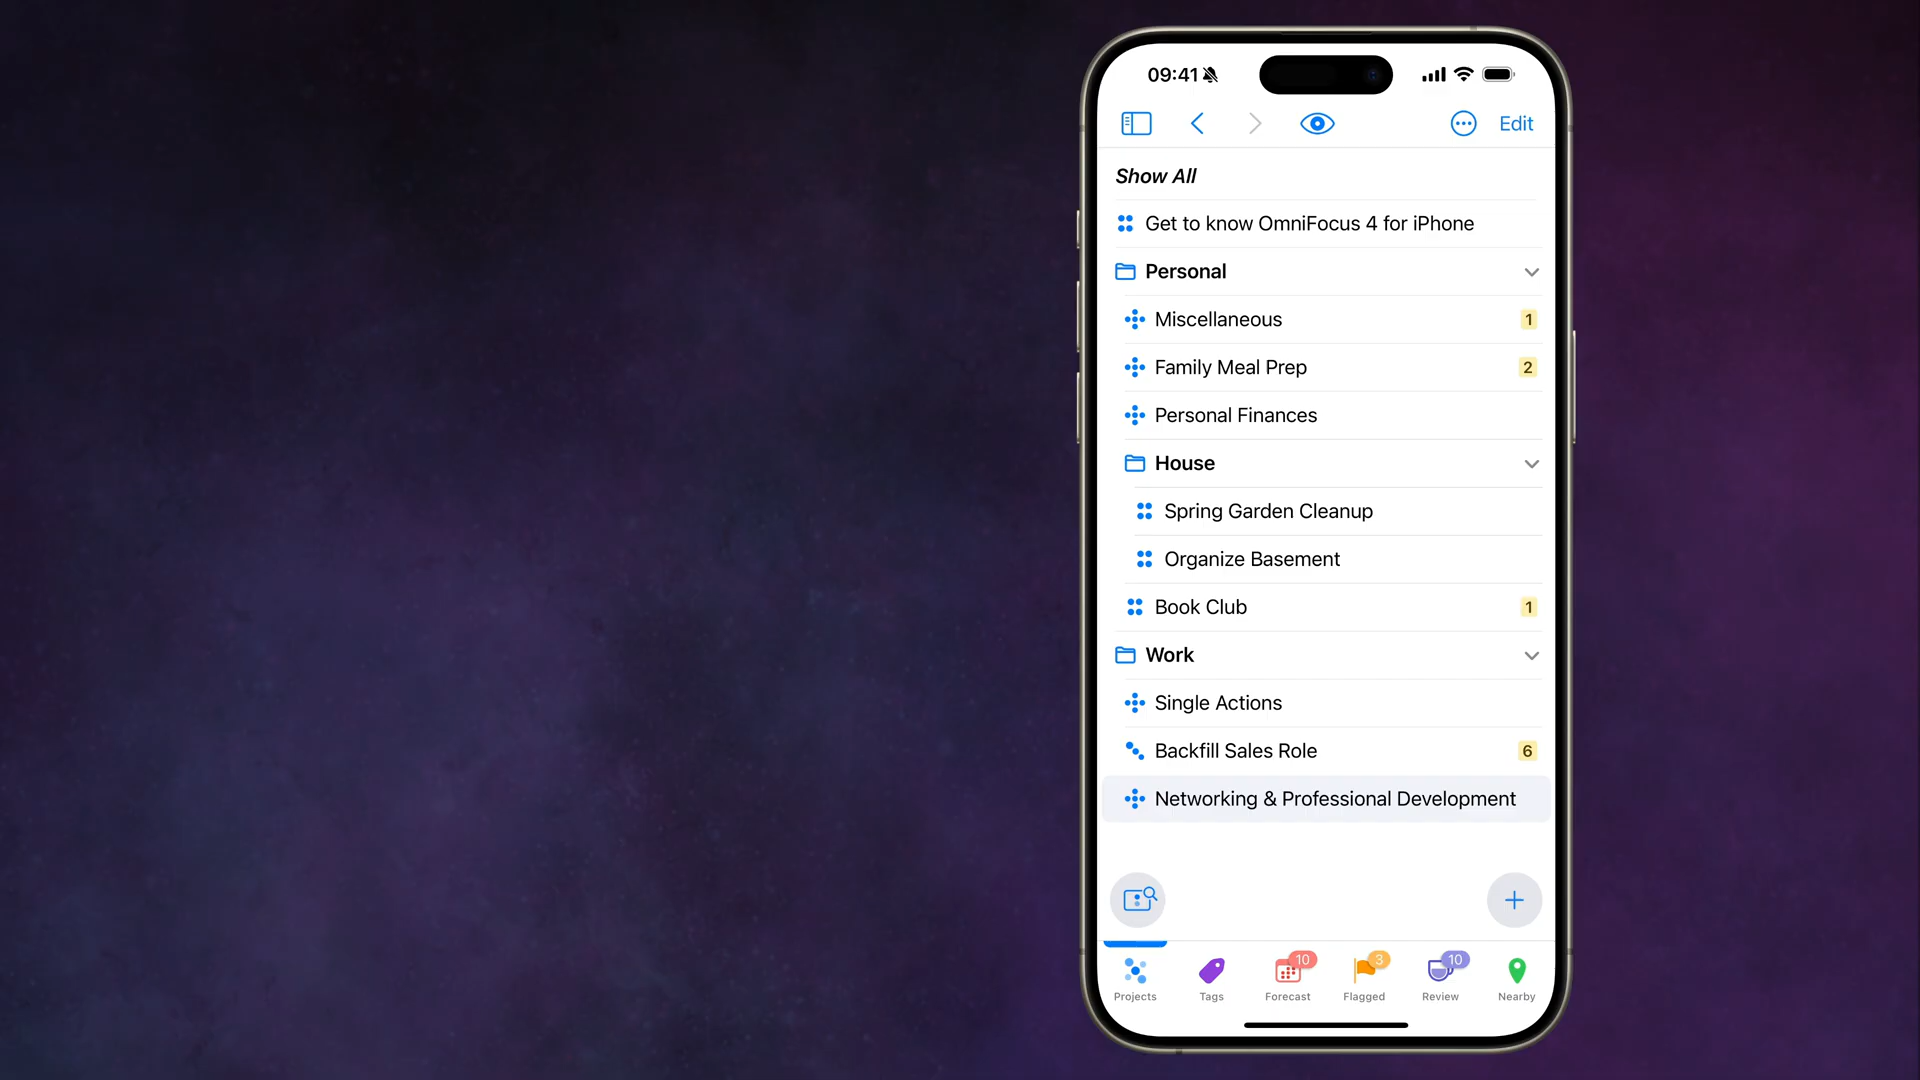 09:41
Edit
Show All
Get to know OmniFocus 4 for iPhone
Personal
Miscellaneous 1
Family Meal Prep 2
Personal Finances
House
Spring Garden Cleanup
Organize Basement
Book Club 1
Work
Single Actions
Backfill Sales Role 6
Networking & Professional Development
10 3 10
Projects Tags Forecast Flagged Review Nearby